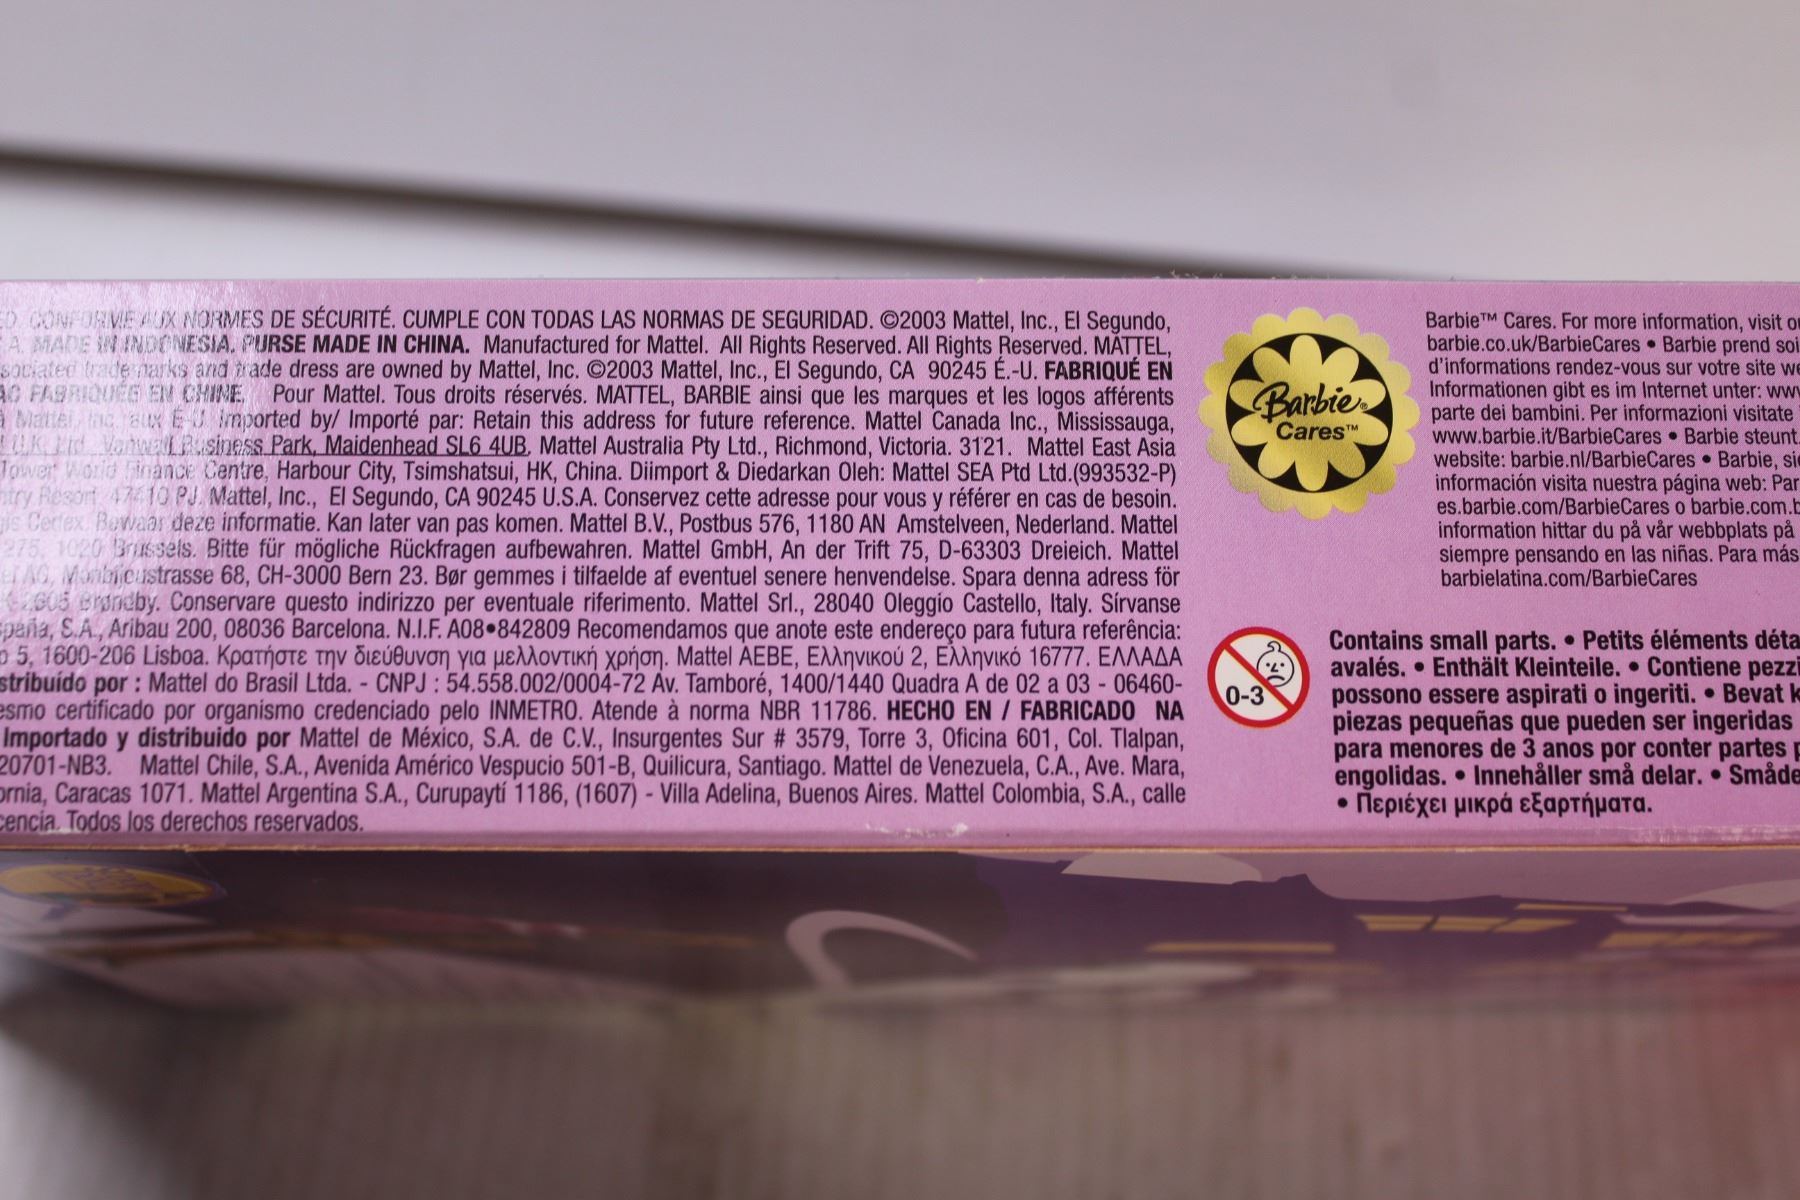 CONFORME AUX NORMES DE SÉCURITÉ. CUMPLE CON TODAS LAS NORMAS DE SEGURIDAD. ©2003 Mattel, Inc., El Segundo,
MADE IN INDONESIA. PURSE MADE IN CHINA. Manufactured for Mattel. All Rights Reserved. All Rights Reserved. MATTEL,
trademarks and trade dress are owned by Mattel, Inc. ©2003 Mattel, Inc., El Segundo, CA 90245 É.-U. FABRIQUÉ EN
FABRIQUÉE EN CHINE. Pour Mattel. Tous droits réservés. MATTEL, BARBIE ainsi que les marques et les logos afférents
à Mattel, Inc. aux É-U. Imported by/ Importé par: Retain this address for future reference. Mattel Canada Inc., Mississauga,
U.K. Ltd. Vanwall Business Park, Maidenhead SL6 4UB. Mattel Australia Pty Ltd., Richmond, Victoria. 3121. Mattel East Asia
Tower, World Finance Centre, Harbour City, Tsimshatsui, HK, China. Diimport & Diedarkan Oleh: Mattel SEA Ptd Ltd.(993532-P)
Resort, 47410 PJ. Mattel, Inc., El Segundo, CA 90245 U.S.A. Conservez cette adresse pour vous y référer en cas de besoin.
Cedex. Bewaar deze informatie. Kan later van pas komen. Mattel B.V., Postbus 576, 1180 AN Amstelveen, Nederland. Mattel
275, 1020 Brussels. Bitte für mögliche Rückfragen aufbewahren. Mattel GmbH, An der Trift 75, D-63303 Dreieich. Mattel
AG, Monbijoustrasse 68, CH-3000 Bern 23. Bør gemmes i tilfaelde af eventuel senere henvendelse. Spara denna adress för
2605 Brøndby. Conservare questo indirizzo per eventuale riferimento. Mattel Srl., 28040 Oleggio Castello, Italy. Sírvanse
spaña, S.A., Aribau 200, 08036 Barcelona. N.I.F. A08•842809 Recomendamos que anote este endereço para futura referência:
5, 1600-206 Lisboa. Κρατήστε την διεύθυνση για μελλοντική χρήση. Mattel AEBE, Ελληνικού 2, Ελληνικό 16777. ΕΛΛΑΔΑ
stribuído por : Mattel do Brasil Ltda. - CNPJ : 54.558.002/0004-72 Av. Tamboré, 1400/1440 Quadra A de 02 a 03 - 06460-
esmo certificado por organismo credenciado pelo INMETRO. Atende à norma NBR 11786. HECHO EN / FABRICADO NA
Importado y distribuido por Mattel de México, S.A. de C.V., Insurgentes Sur # 3579, Torre 3, Oficina 601, Col. Tlalpan,
20701-NB3. Mattel Chile, S.A., Avenida Américo Vespucio 501-B, Quilicura, Santiago. Mattel de Venezuela, C.A., Ave. Mara,
ornia, Caracas 1071. Mattel Argentina S.A., Curupaytí 1186, (1607) - Villa Adelina, Buenos Aires. Mattel Colombia, S.A., calle
cencia. Todos los derechos reservados.
Barbie®
Cares™
Barbie™ Cares. For more information, visit
barbie.co.uk/BarbieCares • Barbie prend soi
d'informations rendez-vous sur votre site we
Informationen gibt es im Internet unter: www
parte dei bambini. Per informazioni visitate
www.barbie.it/BarbieCares • Barbie steunt
website: barbie.nl/BarbieCares • Barbie, si
información visita nuestra página web: Par
es.barbie.com/BarbieCares o barbie.com.b
information hittar du på vår webbplats på
siempre pensando en las niñas. Para más
barbielatina.com/BarbieCares
0-3
Contains small parts. • Petits éléments déta
avalés. • Enthält Kleinteile. • Contiene pezzi
possono essere aspirati o ingeriti. • Bevat k
piezas pequeñas que pueden ser ingeridas
para menores de 3 anos por conter partes p
engolidas. • Innehåller små delar. • Småde
• Περιέχει μικρά εξαρτήματα.